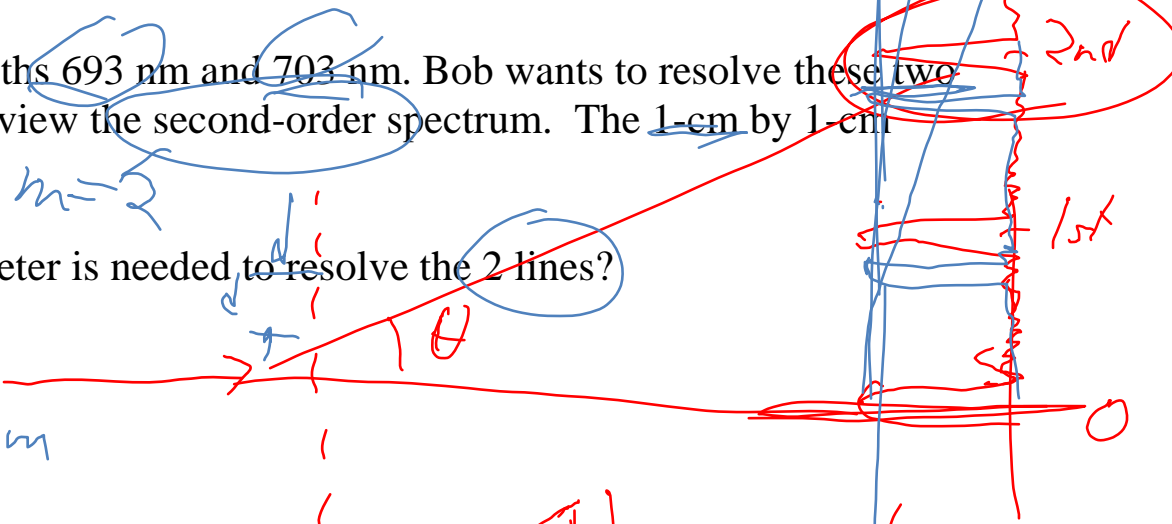 ths 693 nm and 703 nm. Bob wants to resolve these two
2nd
view the second-order spectrum. The 1-cm by 1-cm
m=2
1st
d
eter is needed to resolve the 2 lines?
d
θ
0
m